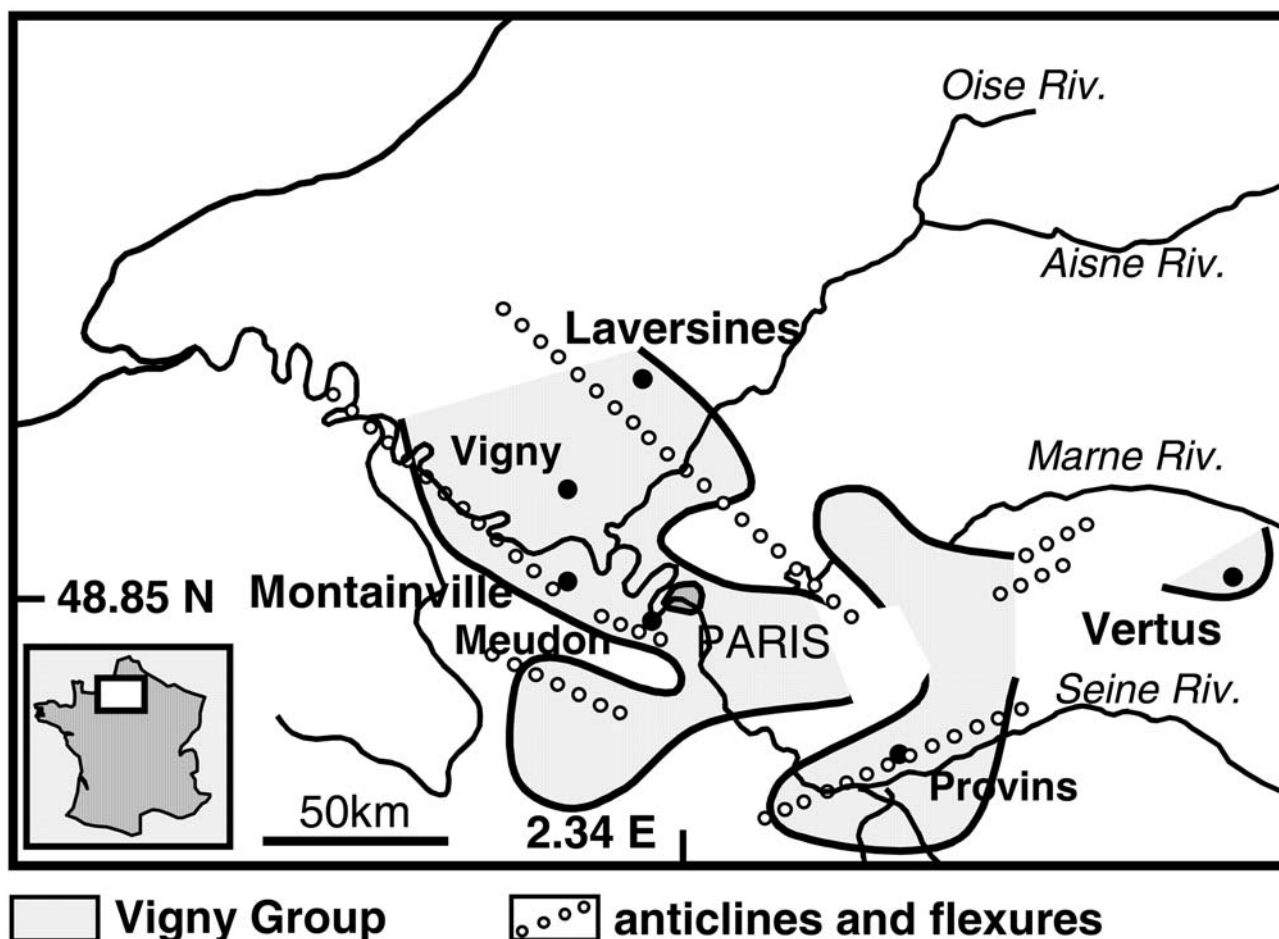 Oise Riv.
Aisne Riv.
Laversines
Vigny
Marne Riv.
48.85 N
Montainville
Meudon
PARIS
Vertus
Seine Riv.
Provins
50km
2.34 E
Vigny Group
anticlines and flexures